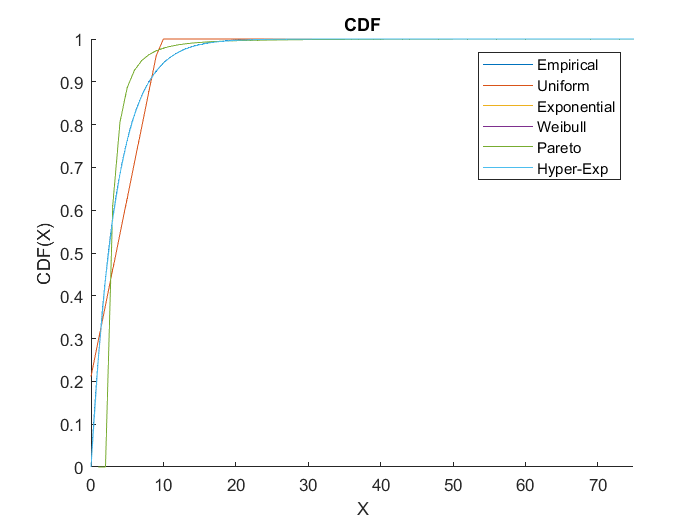 CDF
1
0.9
0.8
0.7
0.6
0.5
0.4
0.3
0.2
0.1
0
CDF(X)
Empirical
Uniform
Exponential
Weibull
Pareto
Hyper-Exp
0 10 20 30 40 50 60 70
X